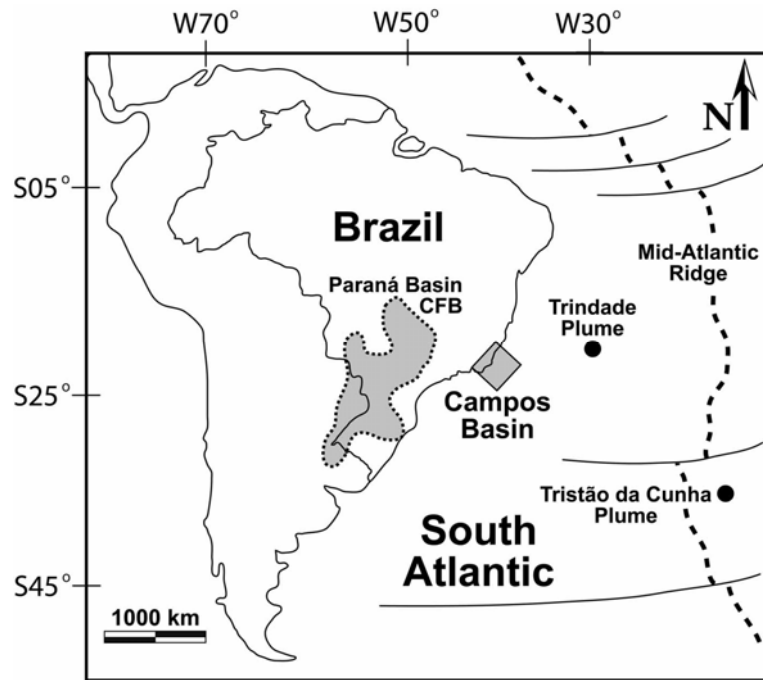 W70° W50° W30°
N
S05°
Brazil
Mid-Atlantic
Ridge
Paraná Basin
CFB
Trindade
Plume
S25°
Campos
Basin
Tristão da Cunha
Plume
South
Atlantic
S45°
1000 km